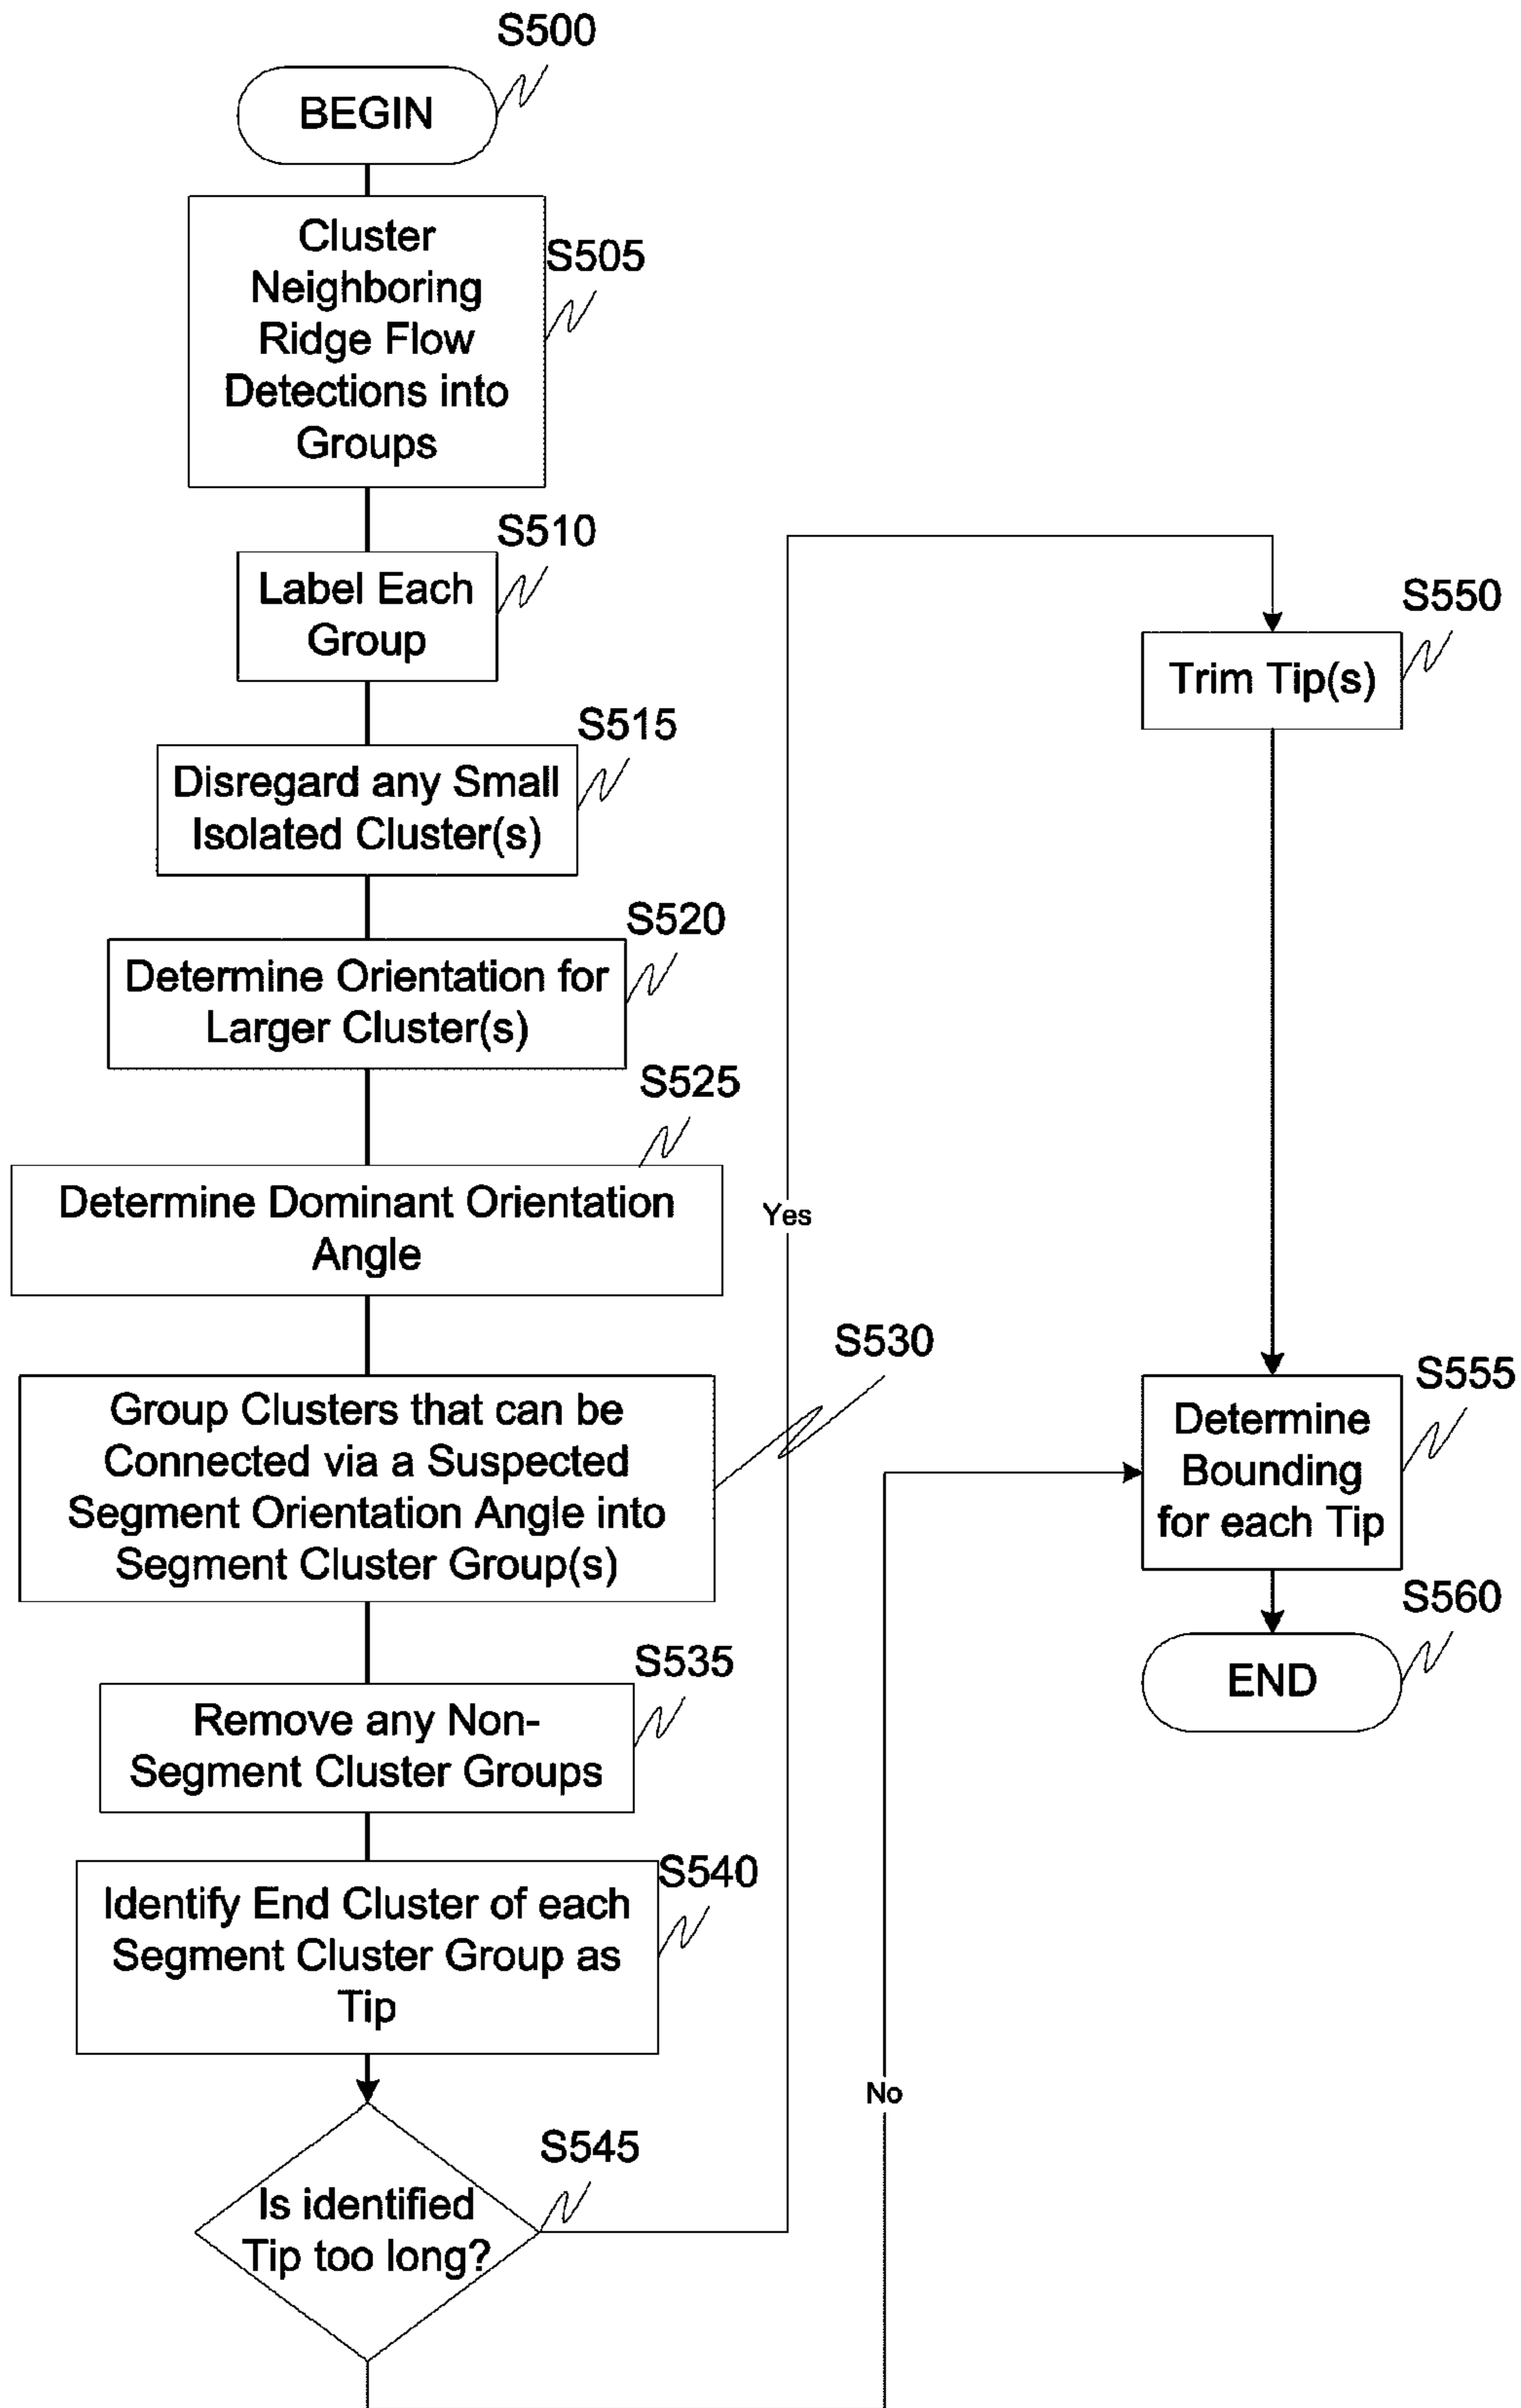 S500
BEGIN
S505
Cluster
Neighboring
Ridge Flow
Detections into
Groups
S510
Label Each
Group
S515
Disregard any Small
Isolated Cluster(s)
S520
Determine Orientation for
Larger Cluster(s)
S525
Determine Dominant Orientation
Angle
S530
Group Clusters that can be
Connected via a Suspected
Segment Orientation Angle into
Segment Cluster Group(s)
S535
Remove any Non-
Segment Cluster Groups
S540
Identify End Cluster of each
Segment Cluster Group as
Tip
S545
Is identified
Tip too long?
Yes
No
S550
Trim Tip(s)
S555
Determine
Bounding
for each Tip
S560
END